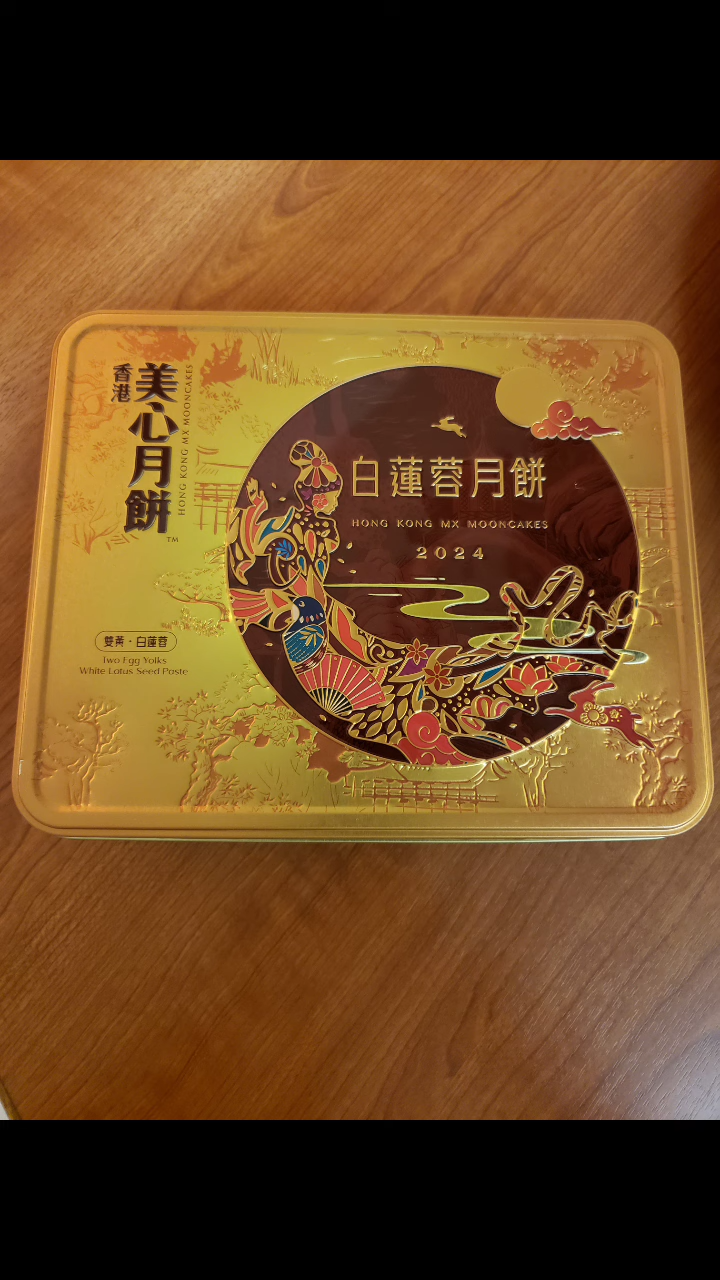 香港
美心月餅
HONG KONG MX MOONCAKES
TM
雙黃·白蓮蓉
Two Egg Yolks
White Lotus Seed Paste
白蓮蓉月餅
HONG KONG MX MOONCAKES
2024